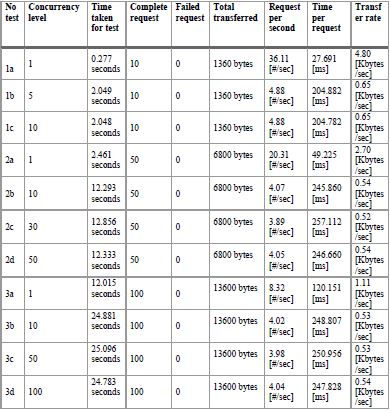 No test Concurrency level Time taken for test Complete request Failed request Total transferred Request per second Time per request Transf er rate
1a 1 0.277 seconds 10 0 1360 bytes 36.11 [#/sec] 27.691 [ms] 4.80 [Kbytes /sec]
1b 5 2.049 seconds 10 0 1360 bytes 4.88 [#/sec] 204.882 [ms] 0.65 [Kbytes /sec]
1c 10 2.048 seconds 10 0 1360 bytes 4.88 [#/sec] 204.782 [ms] 0.65 [Kbytes /sec]
2a 1 2.461 seconds 50 0 6800 bytes 20.31 [#/sec] 49.225 [ms] 2.70 [Kbytes /sec]
2b 10 12.293 seconds 50 0 6800 bytes 4.07 [#/sec] 245.860 [ms] 0.54 [Kbytes /sec]
2c 30 12.856 seconds 50 0 6800 bytes 3.89 [#/sec] 257.112 [ms] 0.52 [Kbytes /sec]
2d 50 12.333 seconds 50 0 6800 bytes 4.05 [#/sec] 246.660 [ms] 0.54 [Kbytes /sec]
3a 1 12.015 seconds 100 0 13600 bytes 8.32 [#/sec] 120.151 [ms] 1.11 [Kbytes /sec]
3b 10 24.881 seconds 100 0 13600 bytes 4.02 [#/sec] 248.807 [ms] 0.53 [Kbytes /sec]
3c 50 25.096 seconds 100 0 13600 bytes 3.98 [#/sec] 250.956 [ms] 0.53 [Kbytes /sec]
3d 100 24.783 seconds 100 0 13600 bytes 4.04 [#/sec] 247.828 [ms] 0.54 [Kbytes /sec]